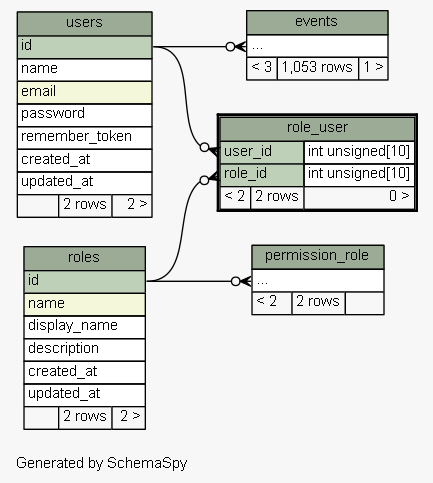 users
id
name
email
password
remember_token
created_at
updated_at
2 rows 2 >
events
...
< 3 1,053 rows 1 >
role_user
user_id int unsigned[10]
role_id int unsigned[10]
< 2 2 rows 0 >
roles
id
name
display_name
description
created_at
updated_at
2 rows 2 >
permission_role
...
< 2 2 rows
Generated by SchemaSpy